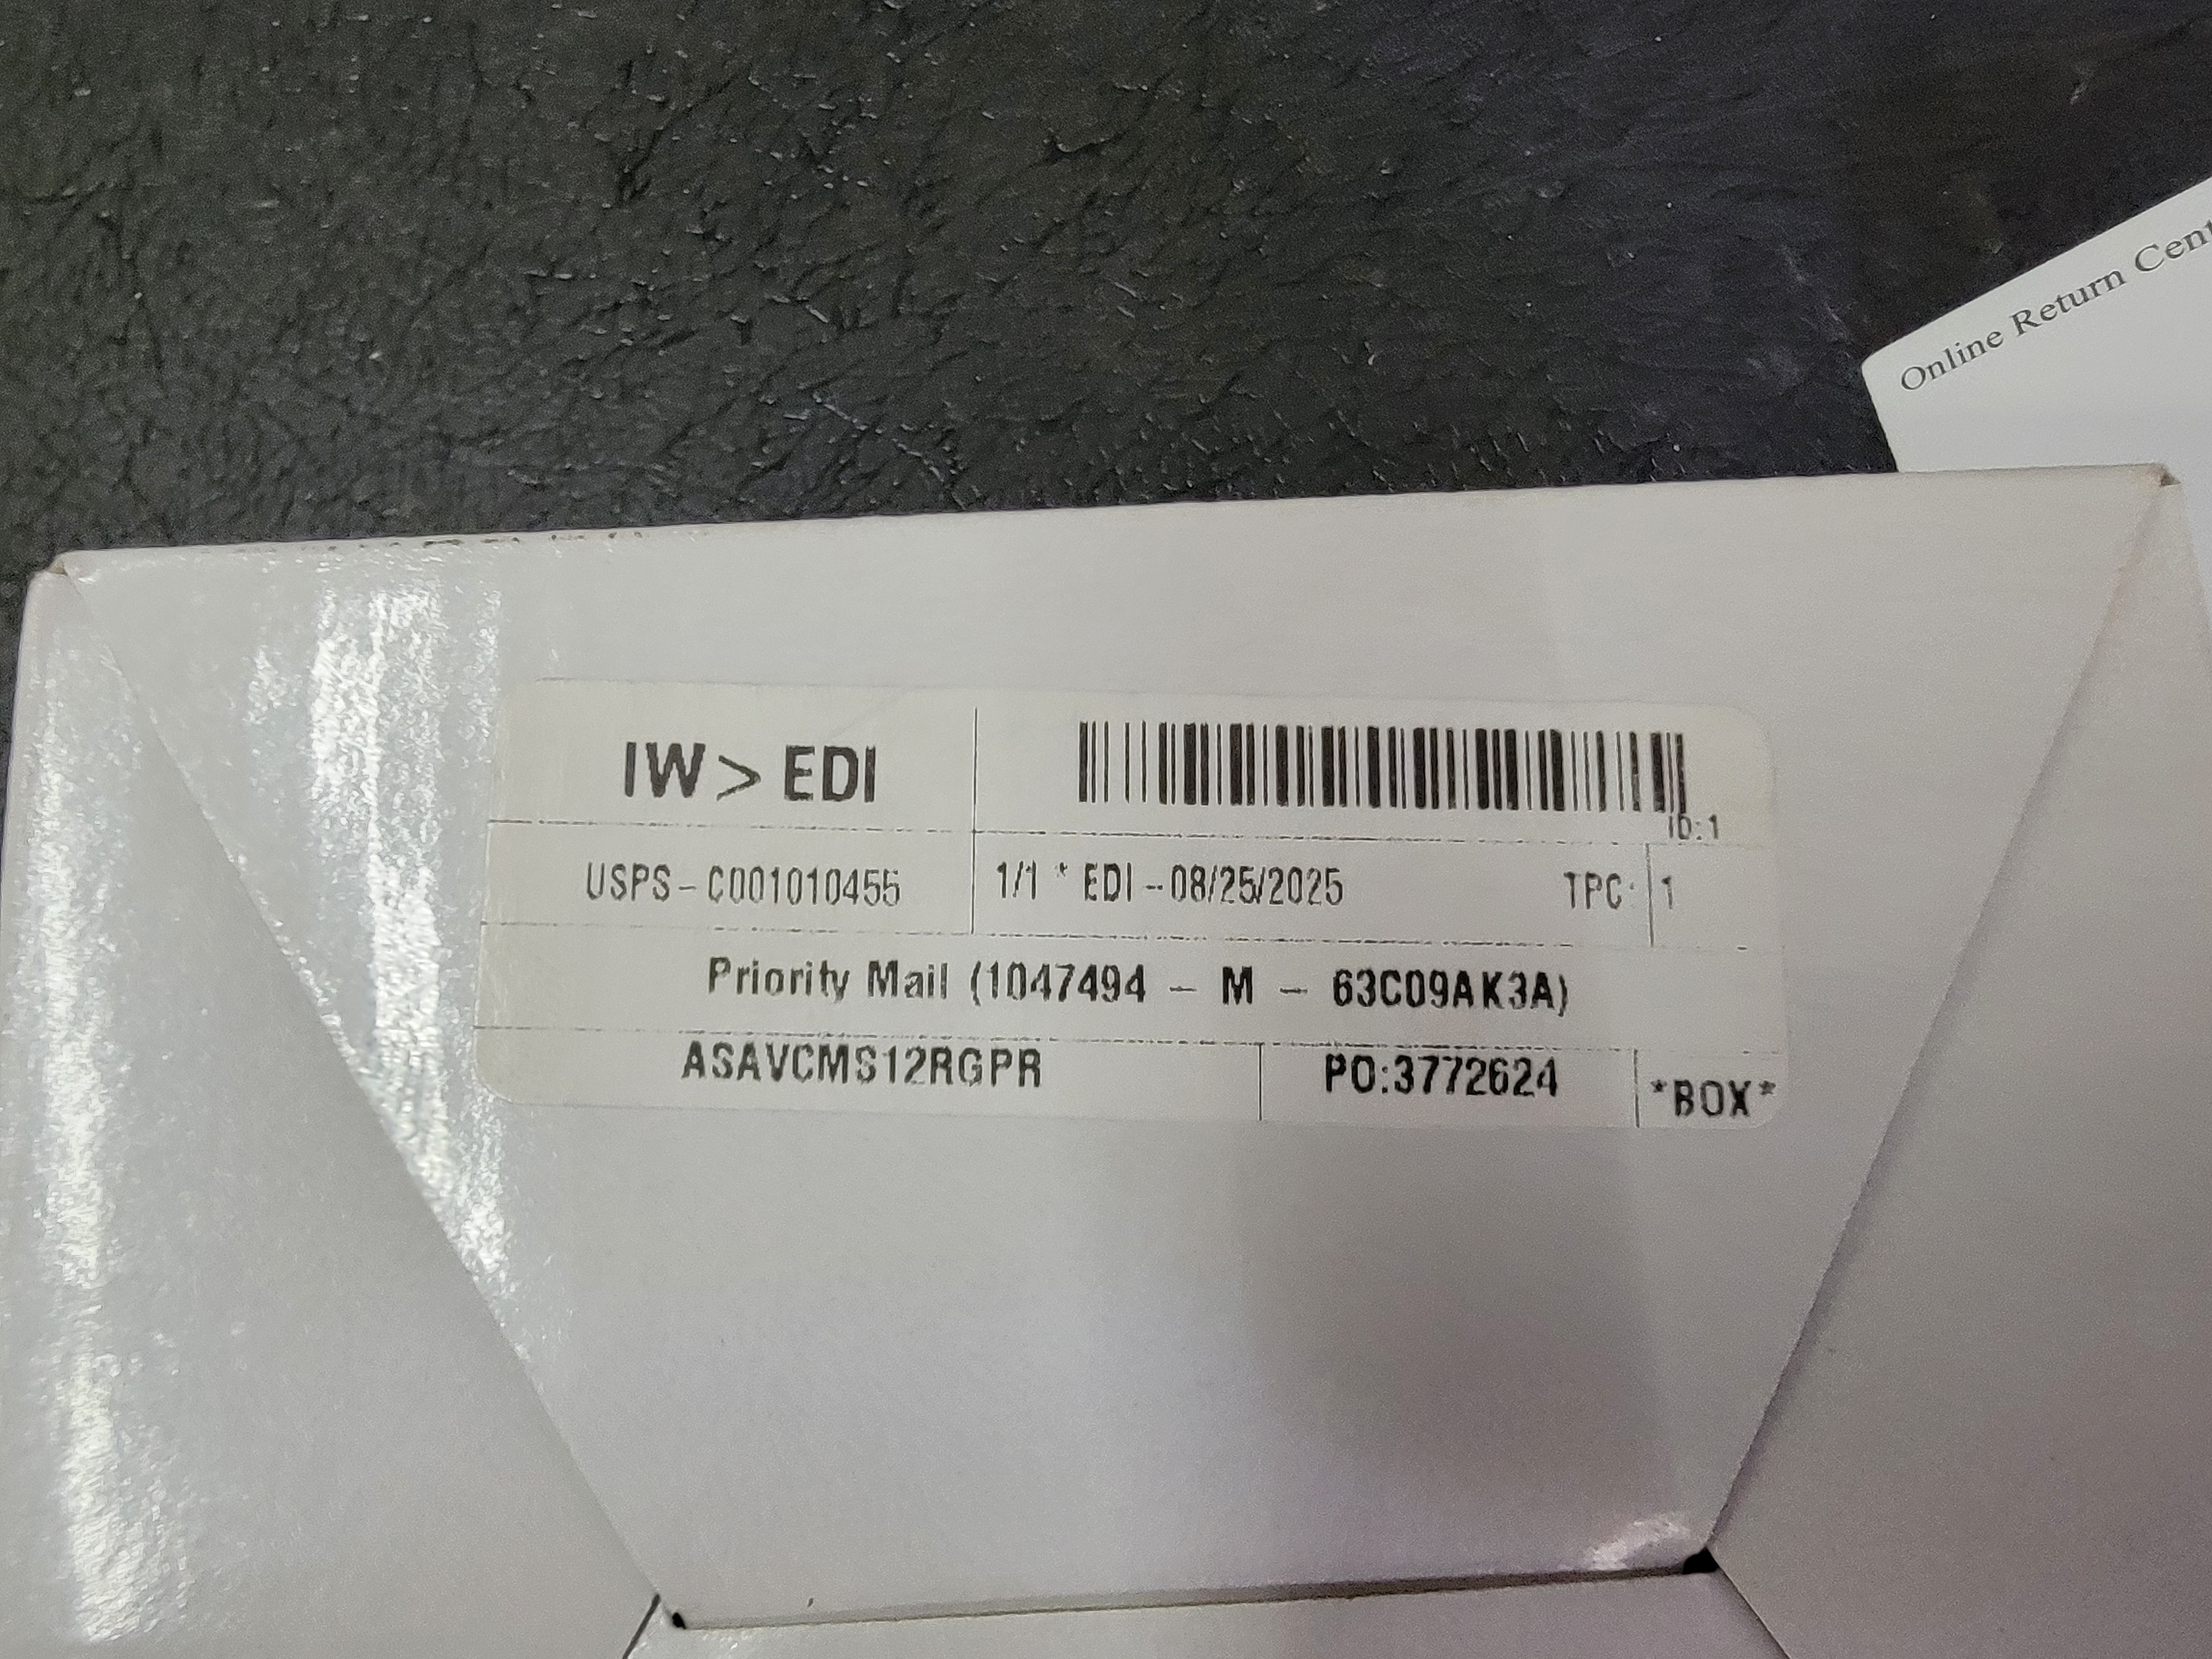 Online Return Cent
IW > EDI
ID:1
USPS - C001010455 1/1 * EDI -- 08/25/2025 TPC: 1
Priority Mail (1047494 - M - 63C09AK3A)
ASAVCMS12RGPR PO:3772624 *BOX*